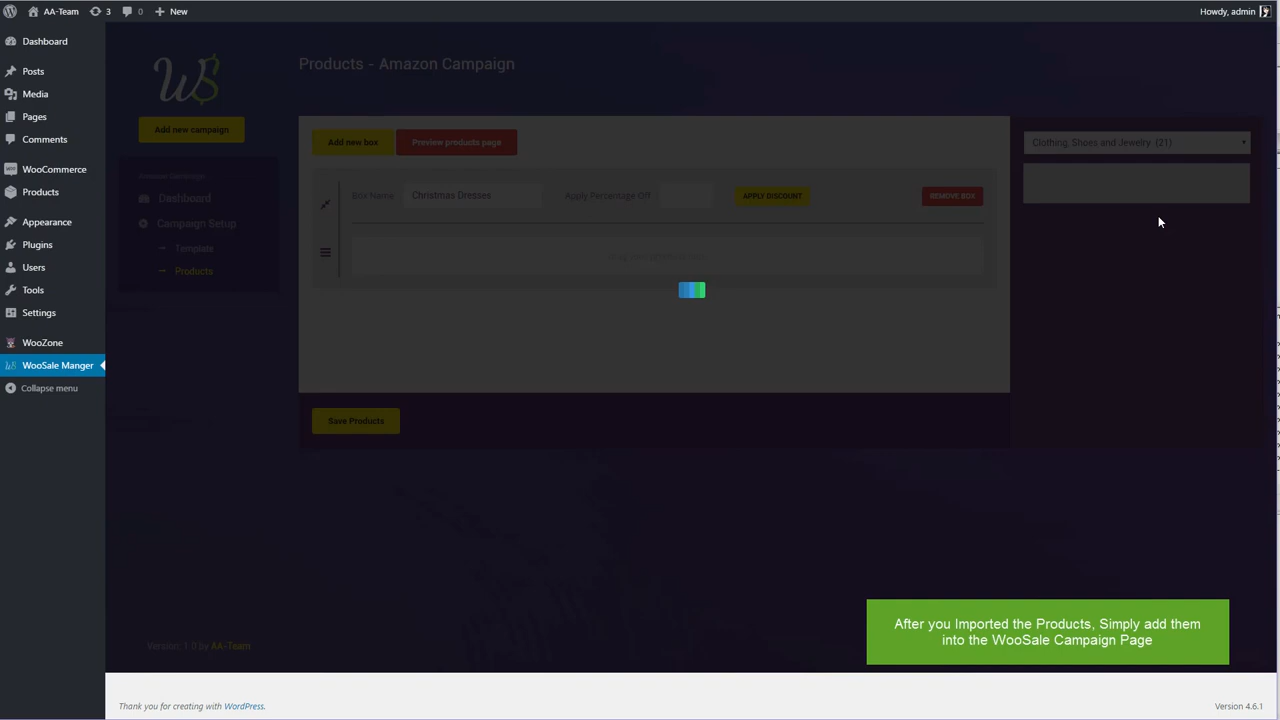 AA-Team 3 0 New Howdy, admin
Dashboard
Posts
Media
Pages
Comments
WooCommerce
Products
Appearance
Plugins
Users
Tools
Settings
WooZone
WooSale Manger
Collapse menu
WS
Add new campaign
Amazon Campaign
Dashboard
Campaign Setup
Template
Products
Version: 1.0 by AA-Team
Products - Amazon Campaign
Add new box Preview products page
Box Name Christmas Dresses Apply Percentage Off APPLY DISCOUNT REMOVE BOX
Save Products
Clothing, Shoes and Jewelry (21)
After you Imported the Products, Simply add them
into the WooSale Campaign Page
Thank you for creating with WordPress. Version 4.6.1